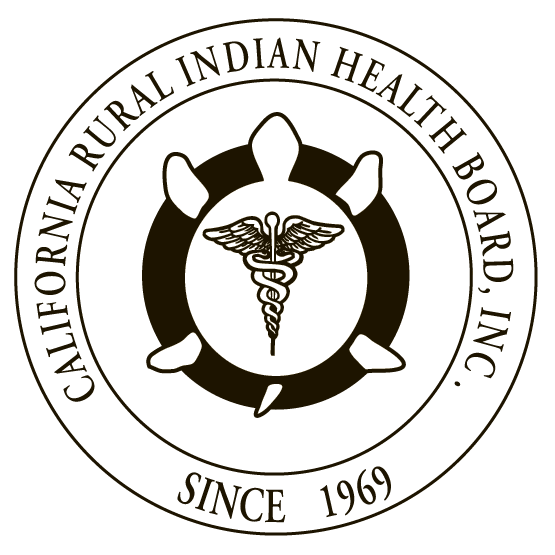 CALIFORNIA RURAL INDIAN HEALTH BOARD, INC.
SINCE 1969